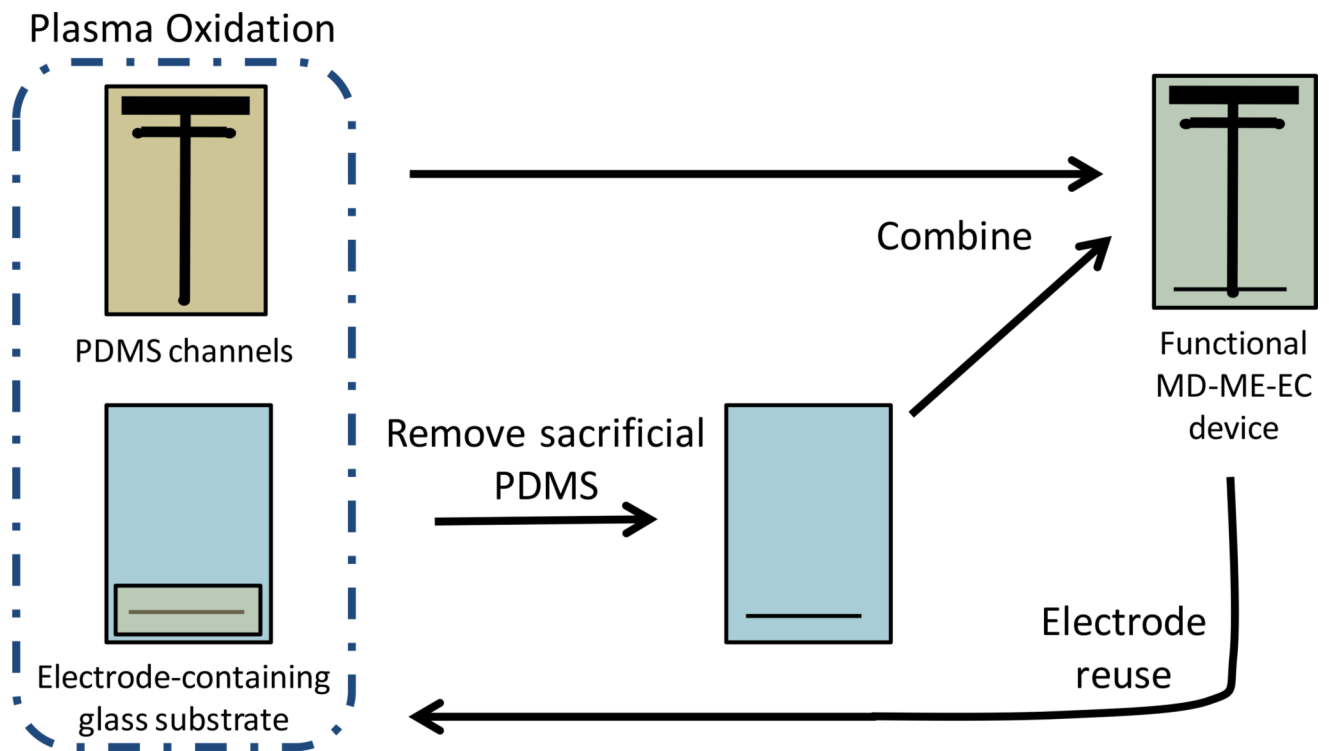 Plasma Oxidation
PDMS channels
Combine
Functional
MD-ME-EC
device
Remove sacrificial
PDMS
Electrode-containing
glass substrate
Electrode
reuse